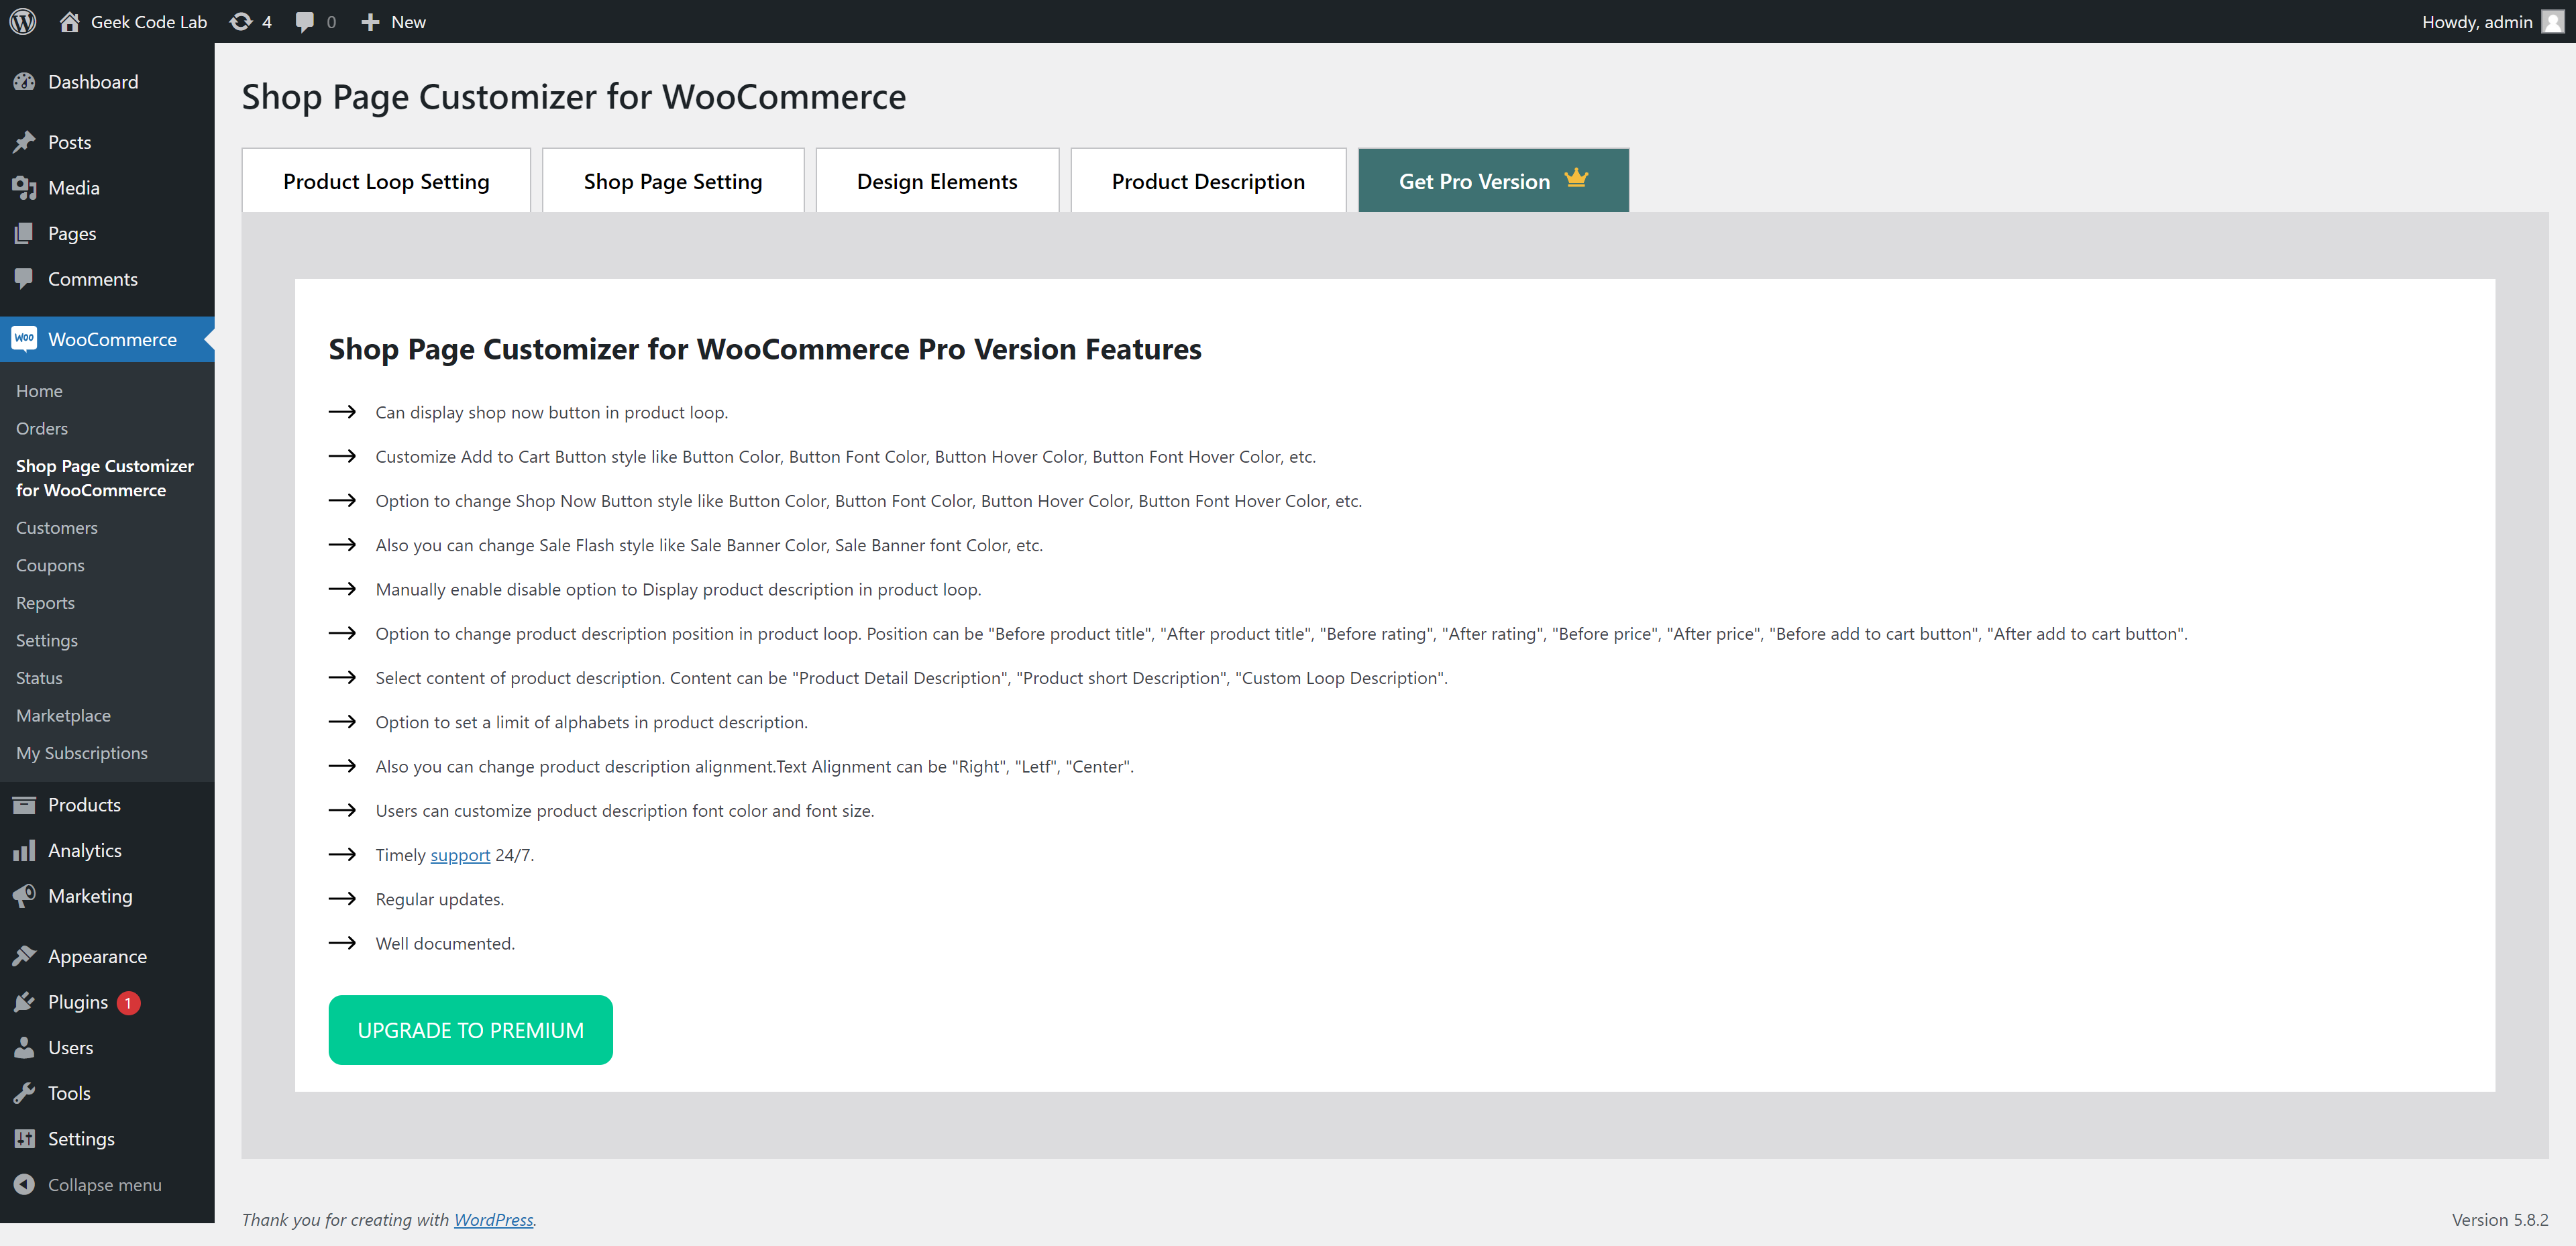 Geek Code Lab 4 0 New Howdy, admin
Dashboard
Posts
Media
Pages
Comments
WOO WooCommerce
Home
Orders
Shop Page Customizer
for WooCommerce
Customers
Coupons
Reports
Settings
Status
Marketplace
My Subscriptions
Products
Analytics
Marketing
Appearance
Plugins 1
Users
Tools
Settings
Collapse menu
Shop Page Customizer for WooCommerce
Product Loop Setting Shop Page Setting Design Elements Product Description Get Pro Version
Shop Page Customizer for WooCommerce Pro Version Features
Can display shop now button in product loop.
Customize Add to Cart Button style like Button Color, Button Font Color, Button Hover Color, Button Font Hover Color, etc.
Option to change Shop Now Button style like Button Color, Button Font Color, Button Hover Color, Button Font Hover Color, etc.
Also you can change Sale Flash style like Sale Banner Color, Sale Banner font Color, etc.
Manually enable disable option to Display product description in product loop.
Option to change product description position in product loop. Position can be "Before product title", "After product title", "Before rating", "After rating", "Before price", "After price", "Before add to cart button", "After add to cart button".
Select content of product description. Content can be "Product Detail Description", "Product short Description", "Custom Loop Description".
Option to set a limit of alphabets in product description.
Also you can change product description alignment.Text Alignment can be "Right", "Letf", "Center".
Users can customize product description font color and font size.
Timely support 24/7.
Regular updates.
Well documented.
UPGRADE TO PREMIUM
Thank you for creating with WordPress.
Version 5.8.2